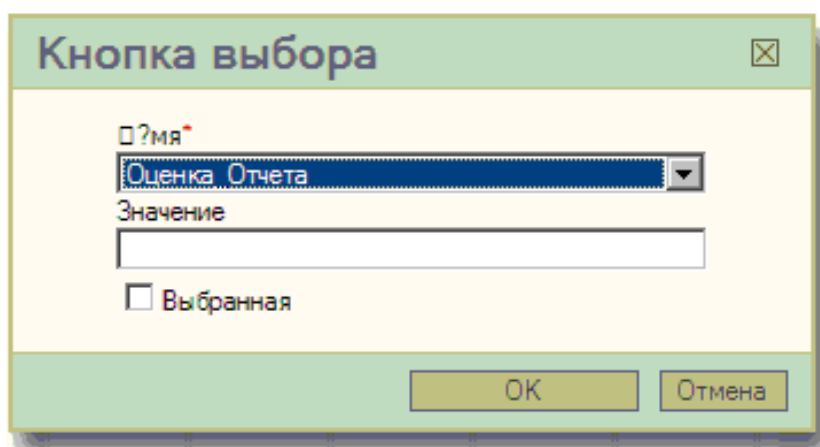 Кнопка выбора
□?мя*
Оценка_Отчета
Значение
Выбранная
OK
Отмена